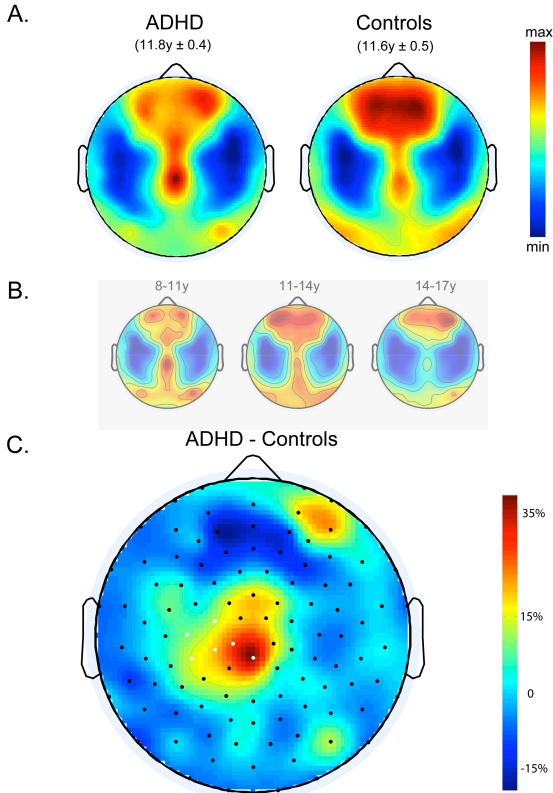 A.
ADHD
(11.8y ± 0.4)
Controls
(11.6y ± 0.5)
max
min
B.
8-11y
11-14y
14-17y
C.
ADHD - Controls
35%
15%
0
-15%